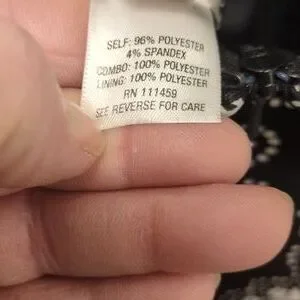 SELF: 96% POLYESTER
4% SPANDEX
COMBO: 100% POLYESTER
LINING: 100% POLYESTER
RN 111459
SEE REVERSE FOR CARE